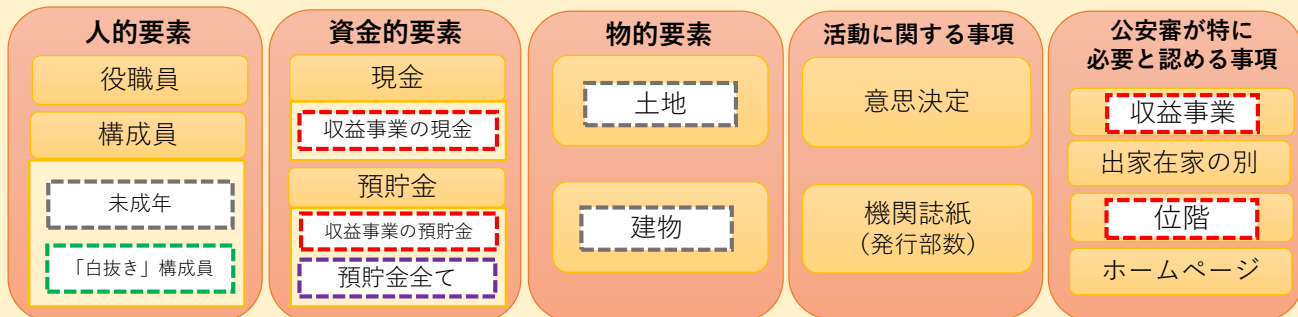 人的要素
役職員
構成員
未成年
「白抜き」構成員
資金的要素
現金
収益事業の現金
預貯金
収益事業の預貯金
預貯金全て
物的要素
土地
建物
活動に関する事項
意思決定
機関誌紙
(発行部数)
公安審が特に
必要と認める事項
収益事業
出家在家の別
位階
ホームページ